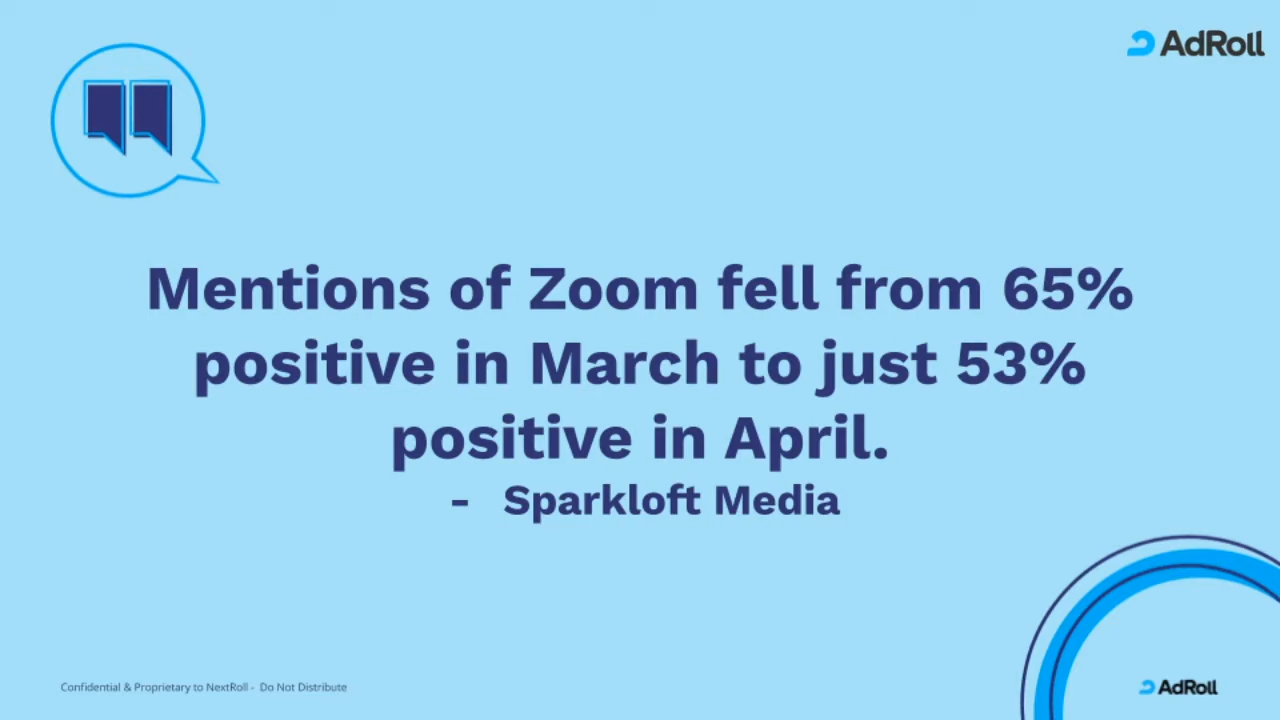 AdRoll
Mentions of Zoom fell from 65%
positive in March to just 53%
positive in April.
- Sparkloft Media
Confidential & Proprietary to NextRoll - Do Not Distribute
AdRoll